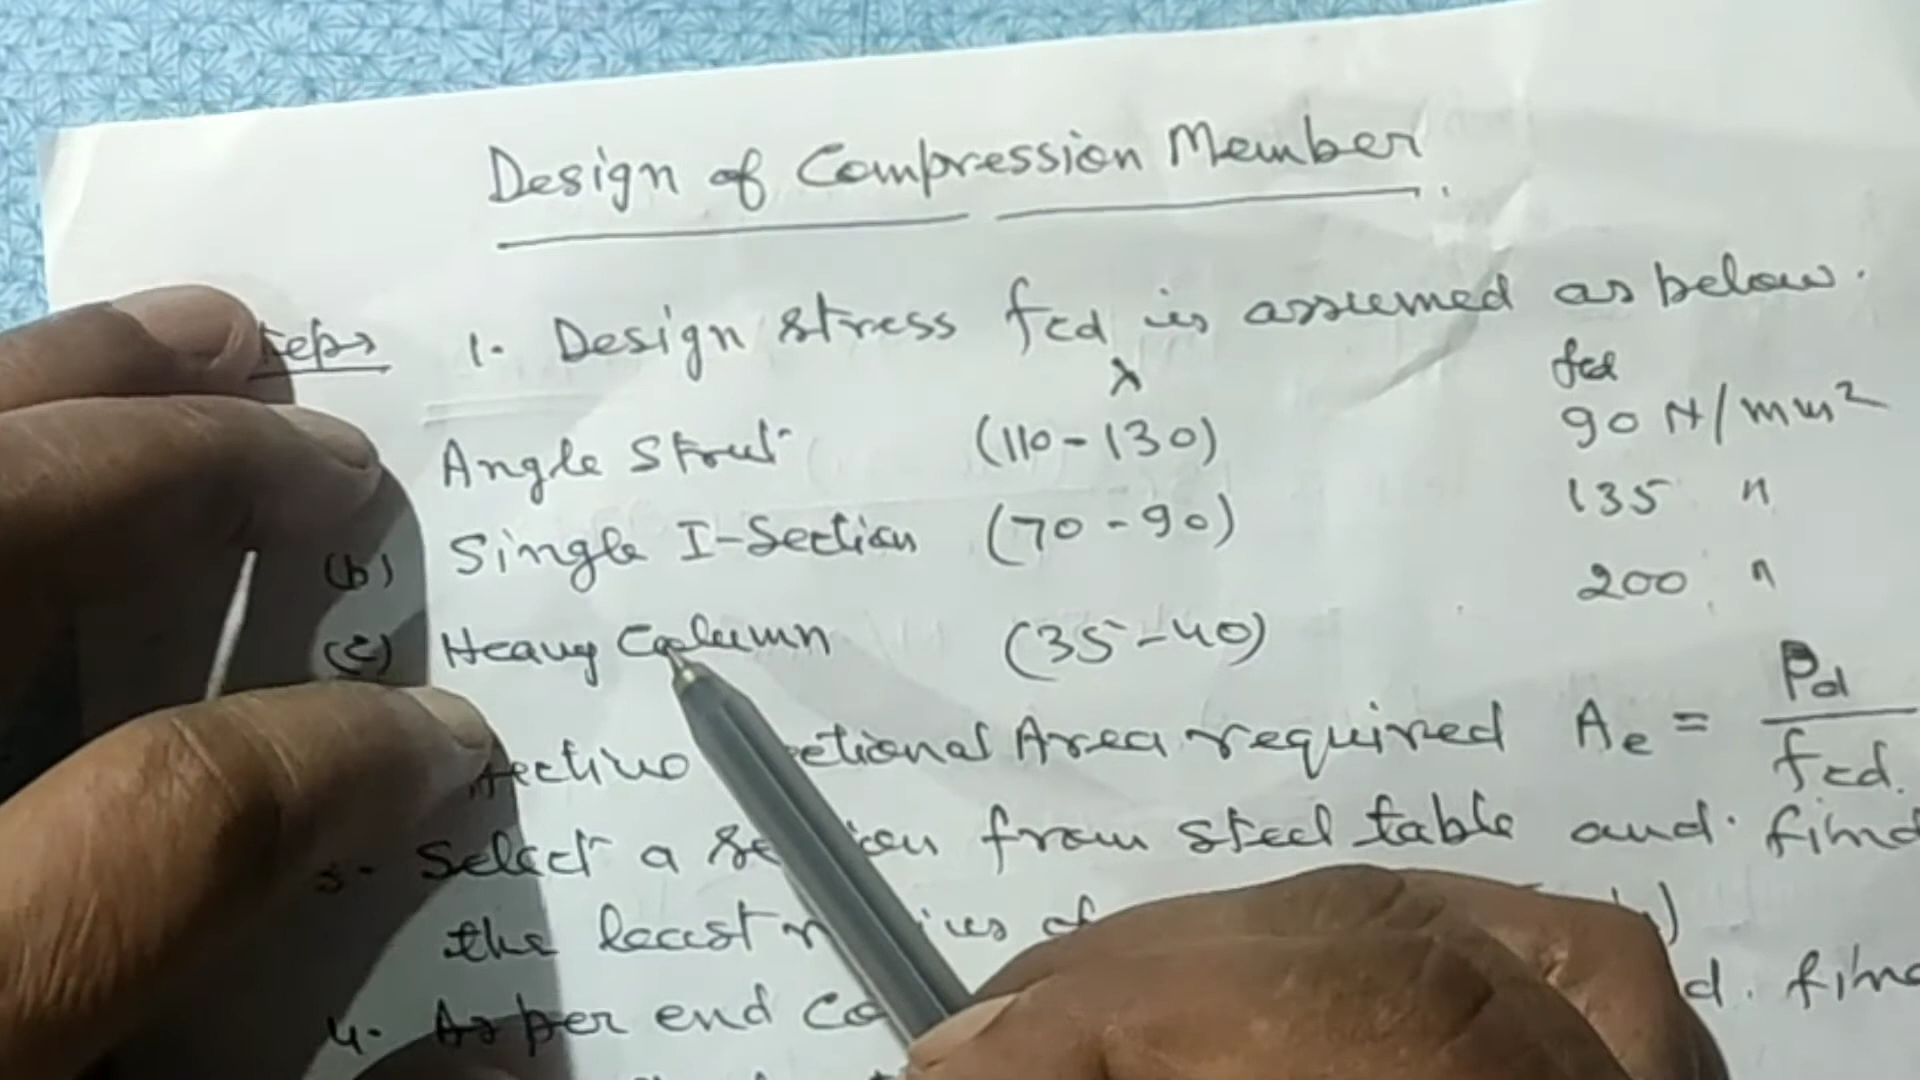 Design of Compression Member.
1. Design stress fcd is assumed as below.
λ fcd
Angle Strut (110-130) 90 N/mm²
(b) Single I-Section (70-90) 135 "
(c) Heavy Column (35-40) 200 "
Area required Ae = Pd / fcd.
Select a from steel table and. find
the least
4. As per end find